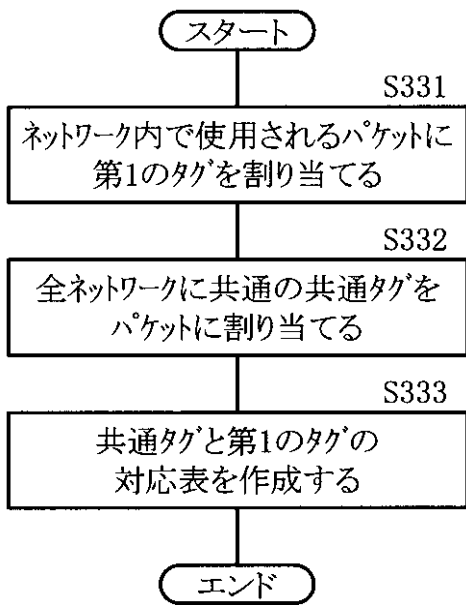 スタート
S331
ネットワーク内で使用されるパケットに
第1のタグを割り当てる
S332
全ネットワークに共通の共通タグを
パケットに割り当てる
S333
共通タグと第1のタグの
対応表を作成する
エンド